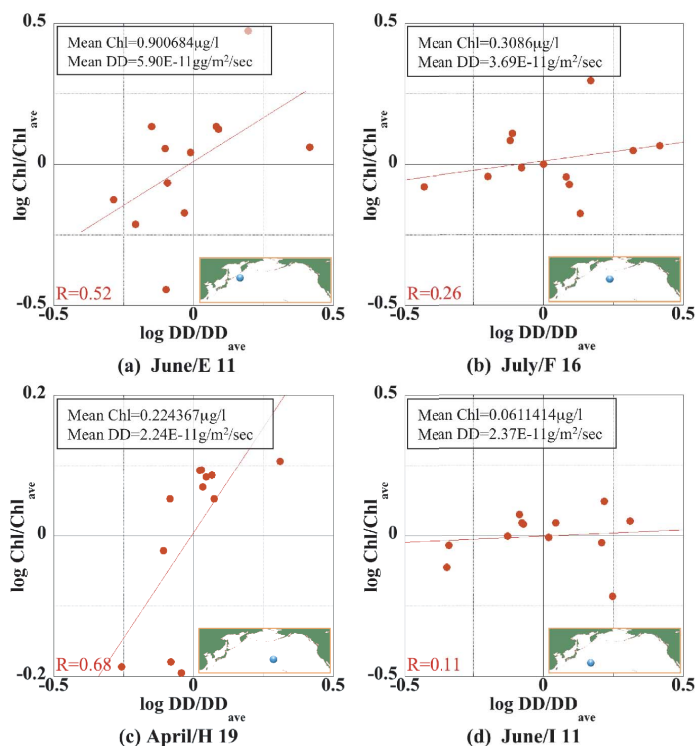 0.5
Mean Chl=0.900684µg/l
Mean DD=5.90E-11gg/m²/sec
log Chl/Chl ave
0
R=0.52
-0.5
-0.5
0
0.5
log DD/DD ave
(a) June/E 11
0.5
Mean Chl=0.3086µg/l
Mean DD=3.69E-11g/m²/sec
log Chl/Chl ave
0
R=0.26
-0.5
-0.5
0
0.5
log DD/DD ave
(b) July/F 16
0.2
Mean Chl=0.224367µg/l
Mean DD=2.24E-11g/m²/sec
log Chl/Chl ave
0
R=0.68
-0.2
-0.5
0
0.5
log DD/DD ave
(c) April/H 19
0.5
Mean Chl=0.0611414µg/l
Mean DD=2.37E-11g/m²/sec
log Chl/Chl ave
0
R=0.11
-0.5
-0.5
0
0.5
log DD/DD ave
(d) June/I 11